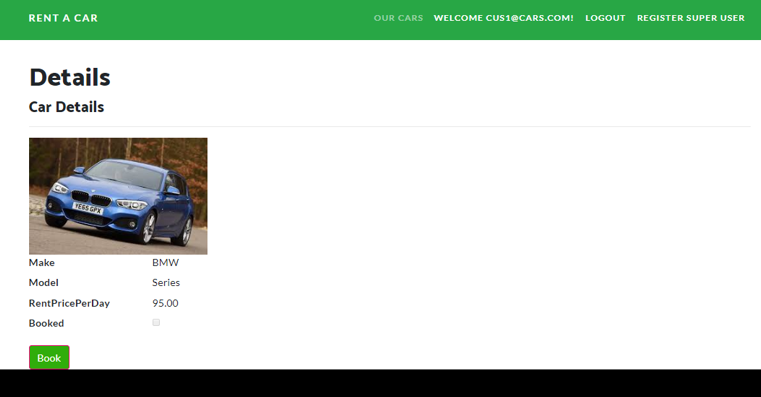 RENT A CAR OUR CARS WELCOME CUS1@CARS.COM! LOGOUT REGISTER SUPER USER
Details
Car Details
YE65 GPX
Make BMW
Model Series
RentPricePerDay 95.00
Booked
Book